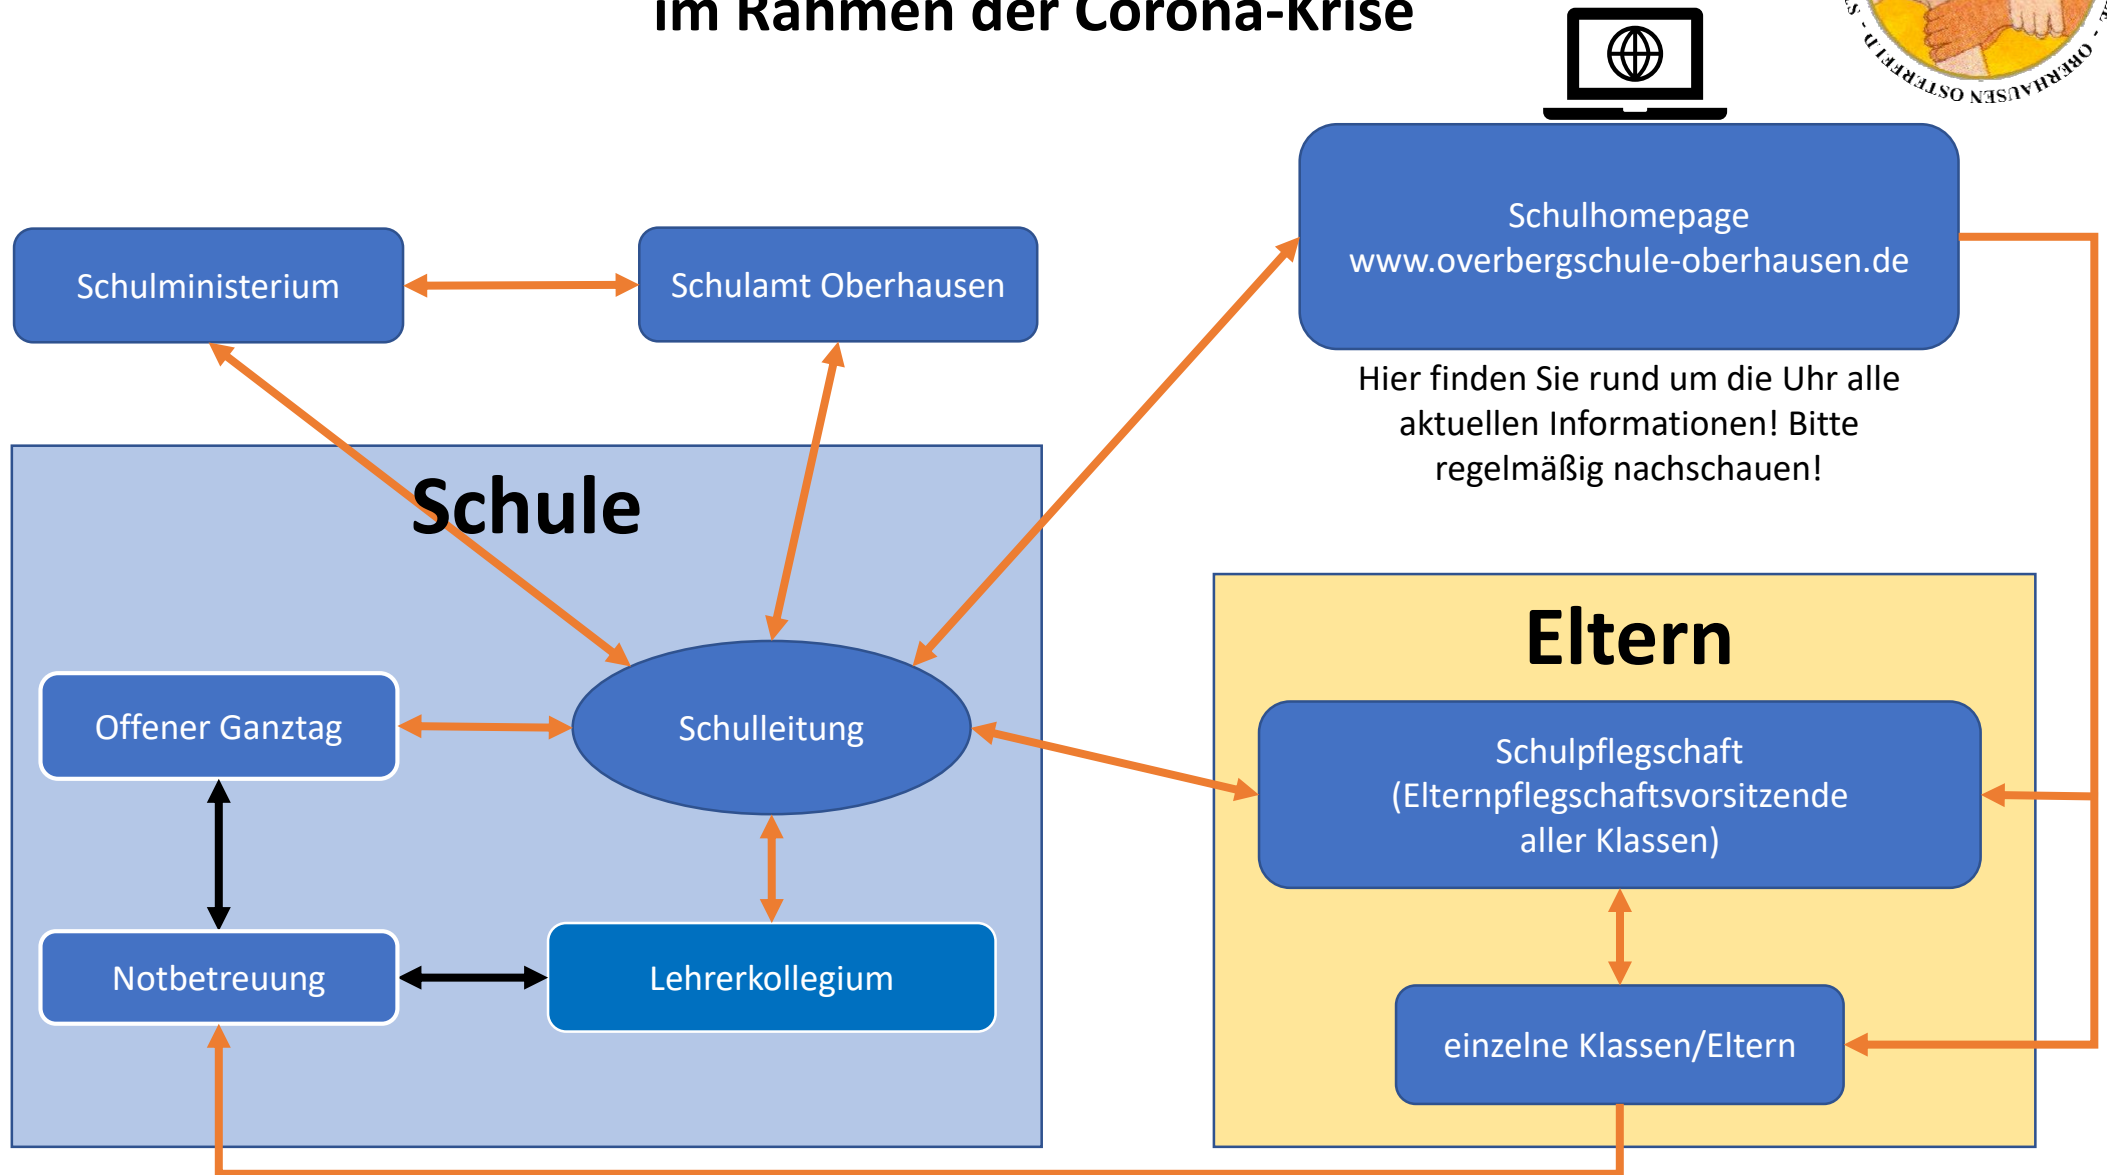 im Rahmen der Corona-Krise
OBERHAUSEN OSTERFELD
Schulhomepage
www.overbergschule-oberhausen.de
Schulministerium
Schulamt Oberhausen
Hier finden Sie rund um die Uhr alle
aktuellen Informationen! Bitte
regelmäßig nachschauen!
Schule
Eltern
Offener Ganztag
Schulleitung
Schulpflegschaft
(Elternpflegschaftsvorsitzende
aller Klassen)
Notbetreuung
Lehrerkollegium
einzelne Klassen/Eltern